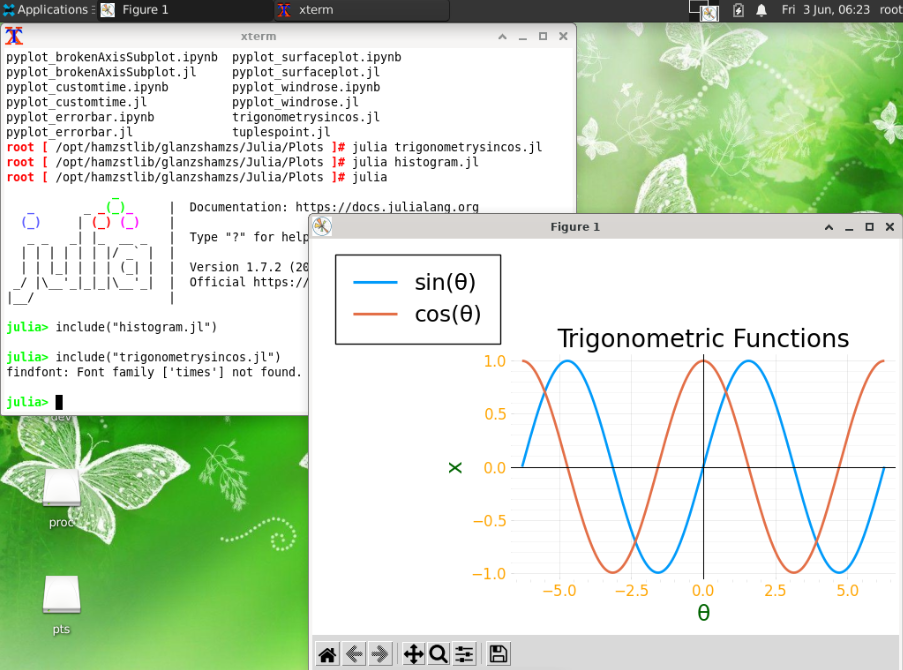 Applications
Figure 1
xterm
Fri 3 Jun, 06:23 root
xterm
pyplot_brokenAxisSubplot.ipynb pyplot_surfaceplot.ipynb
pyplot_brokenAxisSubplot.jl pyplot_surfaceplot.jl
pyplot_customtime.ipynb pyplot_windrose.ipynb
pyplot_customtime.jl pyplot_windrose.jl
pyplot_errorbar.ipynb trigonometrysincos.jl
pyplot_errorbar.jl tuplespoint.jl
root [ /opt/hamzstlib/glanzshamzs/Julia/Plots ]# julia trigonometrysincos.jl
root [ /opt/hamzstlib/glanzshamzs/Julia/Plots ]# julia histogram.jl
root [ /opt/hamzstlib/glanzshamzs/Julia/Plots ]# julia
Documentation: https://docs.julialang.org
Type "?" for help
Version 1.7.2 (20
Official https://
julia> include("histogram.jl")
julia> include("trigonometrysincos.jl")
findfont: Font family ['times'] not found.
julia>
dev
proc
pts
Figure 1
sin(θ)
cos(θ)
Trigonometric Functions
1.0
0.5
0.0
−0.5
−1.0
x
−5.0 −2.5 0.0 2.5 5.0
θ